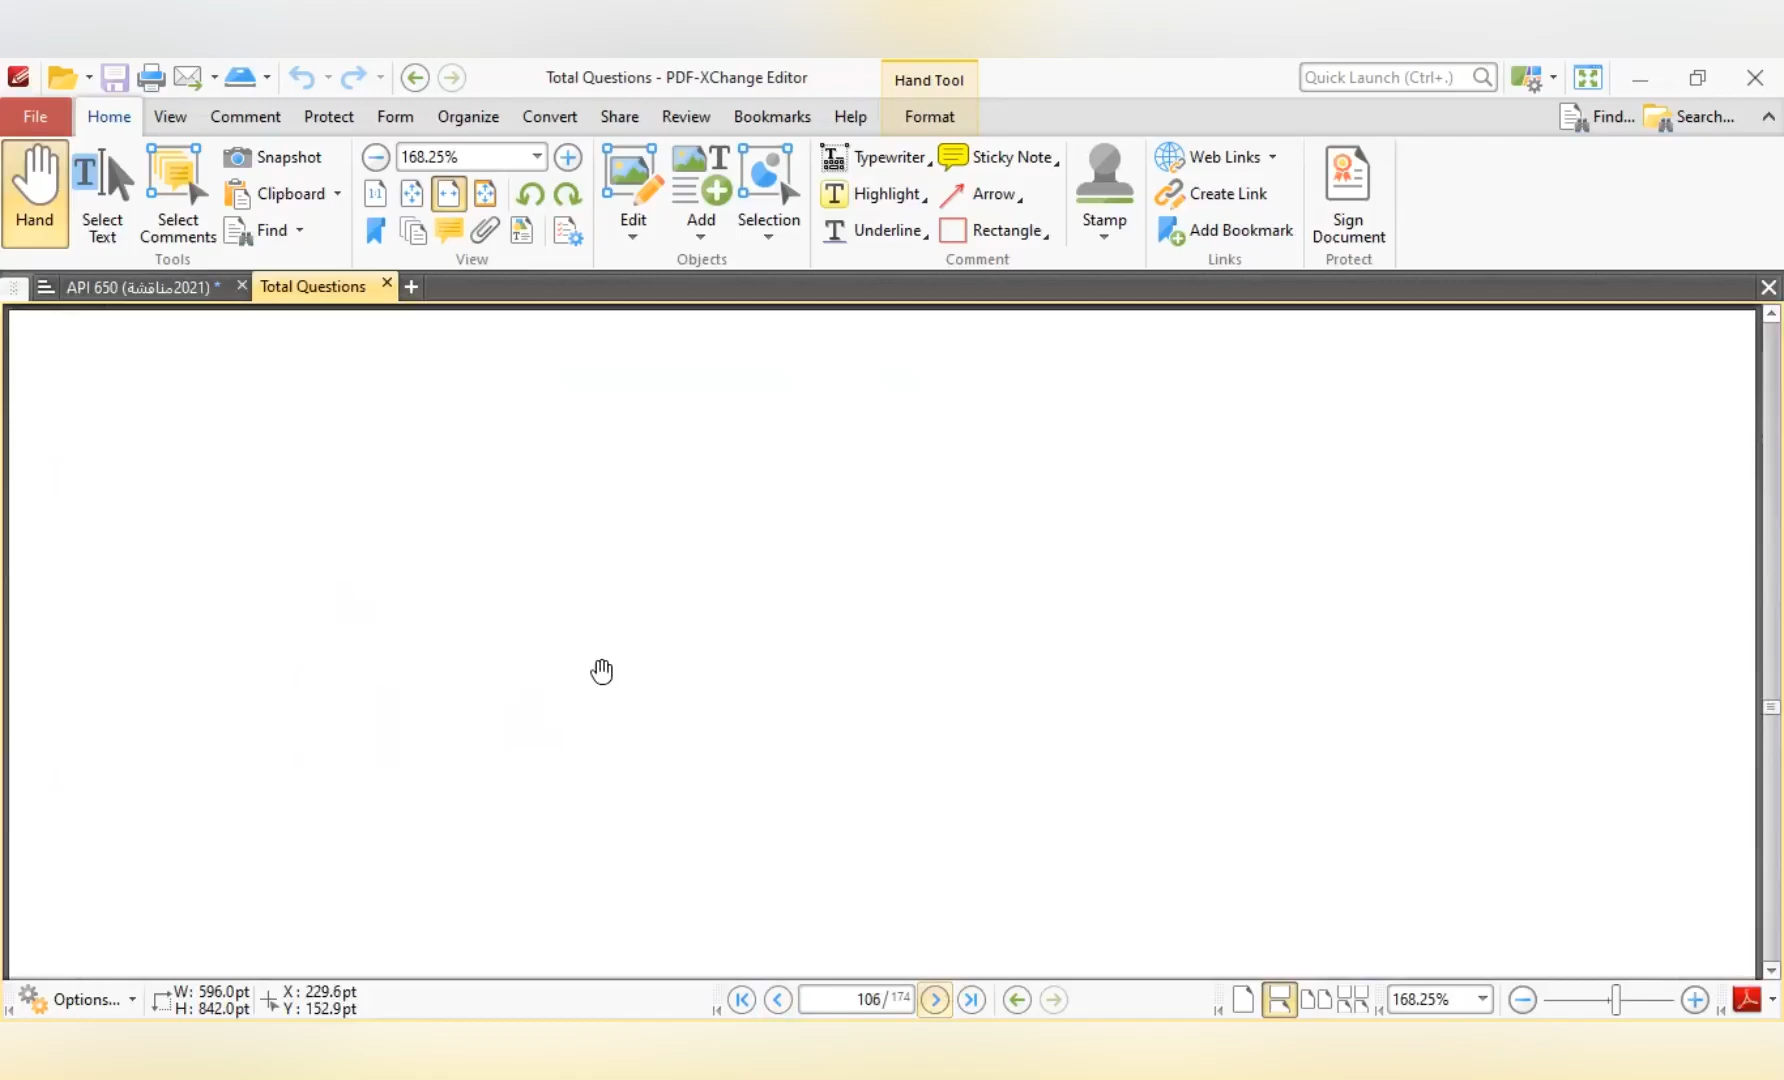 Total Questions - PDF-XChange Editor
Hand Tool
Quick Launch (Ctrl+.)
File
Home
View
Comment
Protect
Form
Organize
Convert
Share
Review
Bookmarks
Help
Format
Find...
Search...
Hand
Select Text
Select Comments
Snapshot
Clipboard
Find
Tools
168.25%
1:1
View
Edit
Add
Selection
Objects
Typewriter
Sticky Note
Highlight
Arrow
Underline
Rectangle
Comment
Stamp
Web Links
Create Link
Add Bookmark
Links
Sign Document
Protect
API 650 (مناقشة2021) *
Total Questions
Options...
W: 596.0pt
H: 842.0pt
X: 229.6pt
Y: 152.9pt
106 / 174
168.25%